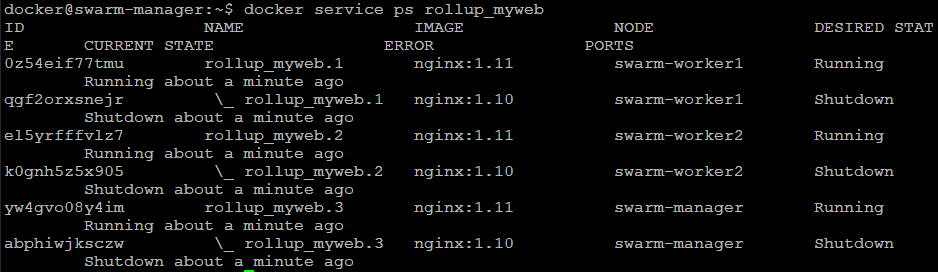 docker@swarm-manager:~$ docker service ps rollup_myweb
ID                  NAME                 IMAGE             NODE                DESIRED STAT
E       CURRENT STATE                 ERROR               PORTS
0z54eif77tmu        rollup_myweb.1       nginx:1.11        swarm-worker1       Running
        Running about a minute ago
qgf2orxsnejr         \_ rollup_myweb.1   nginx:1.10        swarm-worker1       Shutdown
        Shutdown about a minute ago
el5yrfffvlz7        rollup_myweb.2       nginx:1.11        swarm-worker2       Running
        Running about a minute ago
k0gnh5z5x905         \_ rollup_myweb.2   nginx:1.10        swarm-worker2       Shutdown
        Shutdown about a minute ago
yw4gvo08y4im        rollup_myweb.3       nginx:1.11        swarm-manager       Running
        Running about a minute ago
abphiwjksczw         \_ rollup_myweb.3   nginx:1.10        swarm-manager       Shutdown
        Shutdown about a minute ago